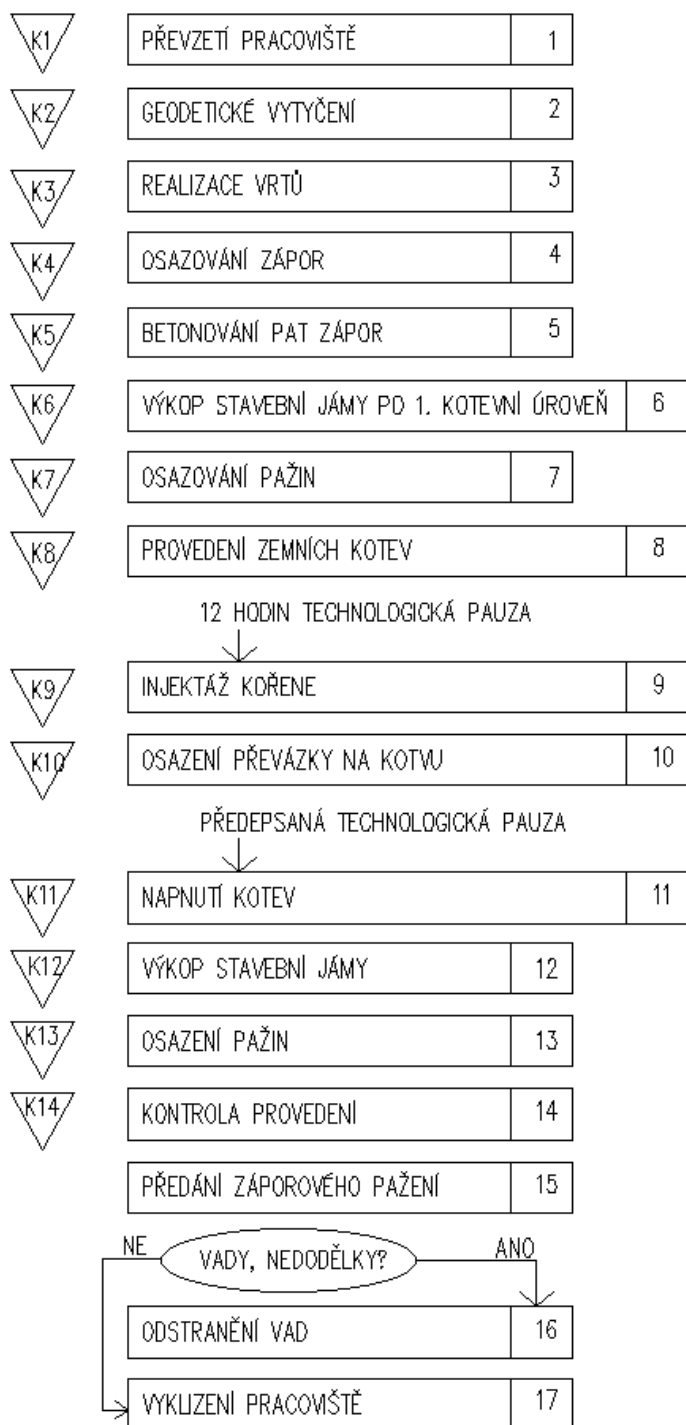 K1 PŘEVZETÍ PRACOVIŠTĚ 1
K2 GEODETICKÉ VYTYČENÍ 2
K3 REALIZACE VRTŮ 3
K4 OSAZOVÁNÍ ZÁPOR 4
K5 BETONOVÁNÍ PAT ZÁPOR 5
K6 VÝKOP STAVEBNÍ JÁMY PO 1. KOTEVNÍ ÚROVEŇ 6
K7 OSAZOVÁNÍ PAŽIN 7
K8 PROVEDENÍ ZEMNÍCH KOTEV 8
12 HODIN TECHNOLOGICKÁ PAUZA
K9 INJEKTÁŽ KOŘENE 9
K10 OSAZENÍ PŘEVÁZKY NA KOTVU 10
PŘEDEPSANÁ TECHNOLOGICKÁ PAUZA
K11 NAPNUTÍ KOTEV 11
K12 VÝKOP STAVEBNÍ JÁMY 12
K13 OSAZENÍ PAŽIN 13
K14 KONTROLA PROVEDENÍ 14
PŘEDÁNÍ ZÁPOROVÉHO PAŽENÍ 15
NE VADY, NEDODĚLKY? ANO
ODSTRANĚNÍ VAD 16
VYKLIZENÍ PRACOVIŠTĚ 17